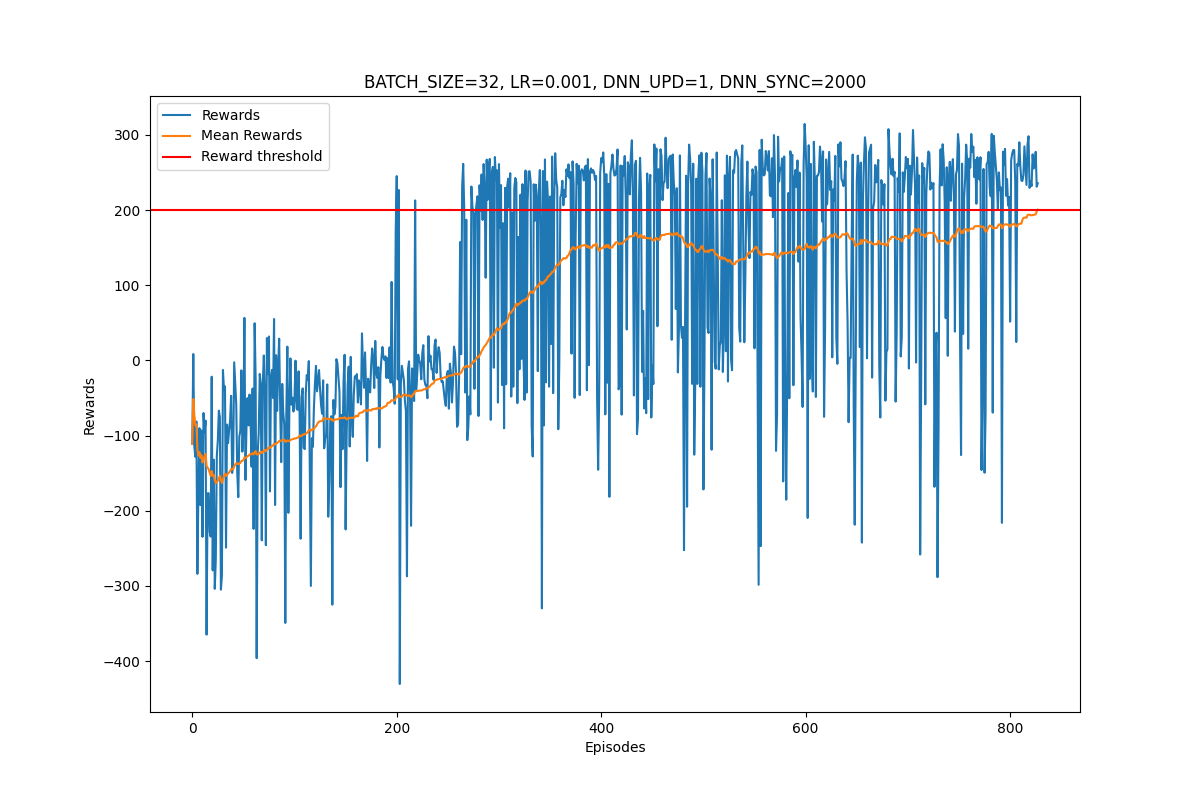 BATCH_SIZE=32, LR=0.001, DNN_UPD=1, DNN_SYNC=2000
Rewards
Mean Rewards
Reward threshold
300
200
100
0
−100
−200
−300
−400
Rewards
0 200 400 600 800
Episodes